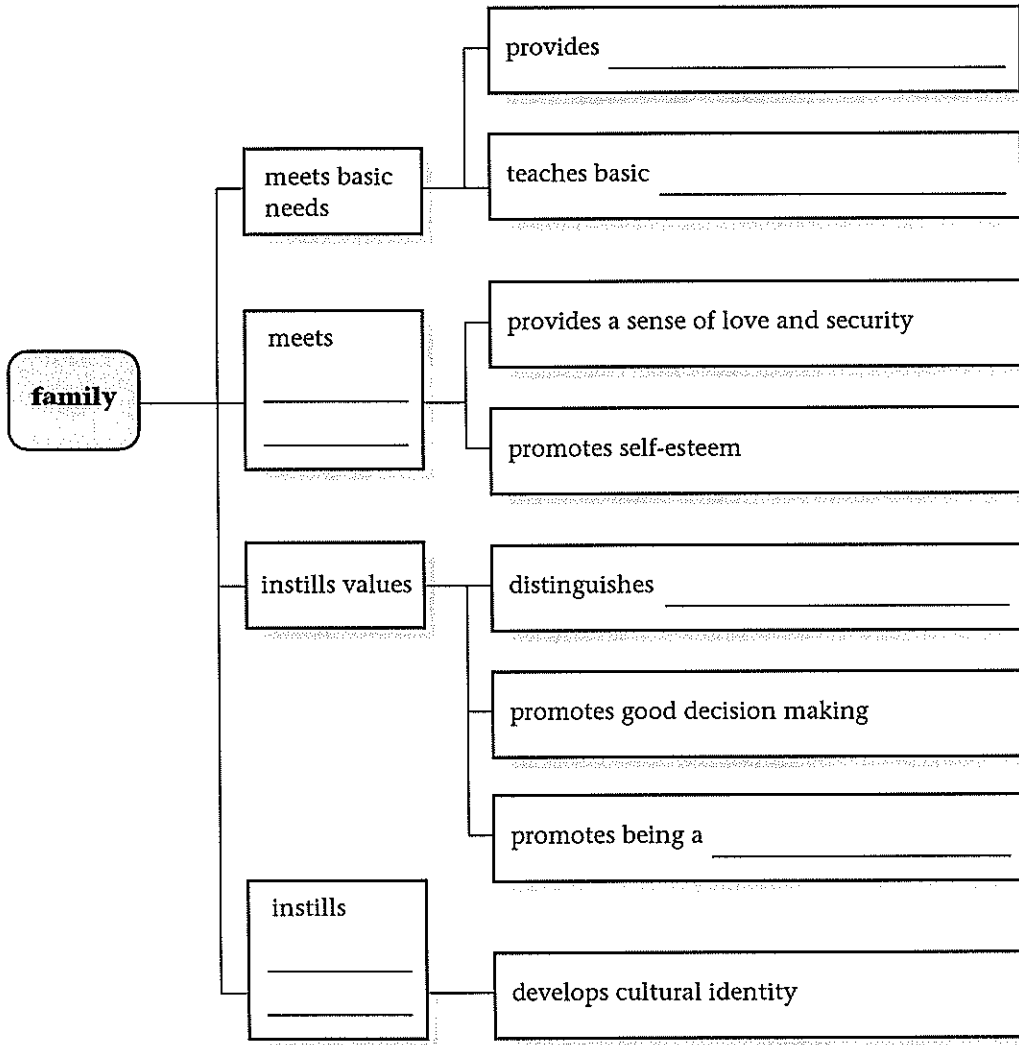 provides
teaches basic
meets basic
needs
meets
provides a sense of love and security
promotes self-esteem
family
instills values
distinguishes
promotes good decision making
promotes being a
instills
develops cultural identity